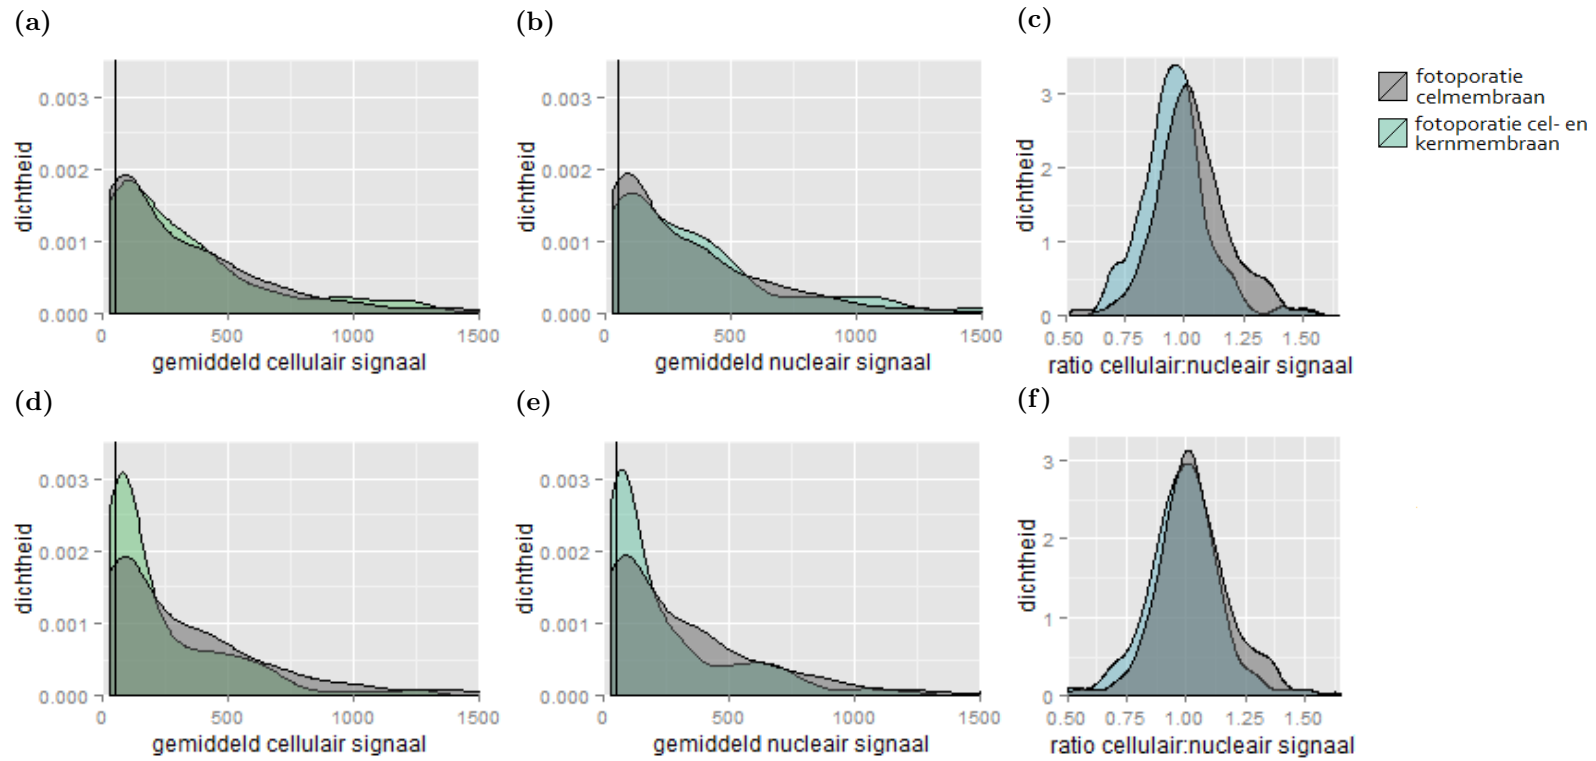 (a)
(b)
(c)
0.003
0.002
0.001
0.000
dichtheid
0
500
1000
1500
gemiddeld cellulair signaal
0.003
0.002
0.001
0.000
dichtheid
0
500
1000
1500
gemiddeld nucleair signaal
3
2
1
0
dichtheid
0.50
0.75
1.00
1.25
1.50
ratio cellulair:nucleair signaal
fotoporatie
celmembraan
fotoporatie cel- en
kernmembraan
(d)
(e)
(f)
0.003
0.002
0.001
0.000
dichtheid
0
500
1000
1500
gemiddeld cellulair signaal
0.003
0.002
0.001
0.000
dichtheid
0
500
1000
1500
gemiddeld nucleair signaal
3
2
1
0
dichtheid
0.50
0.75
1.00
1.25
1.50
ratio cellulair:nucleair signaal